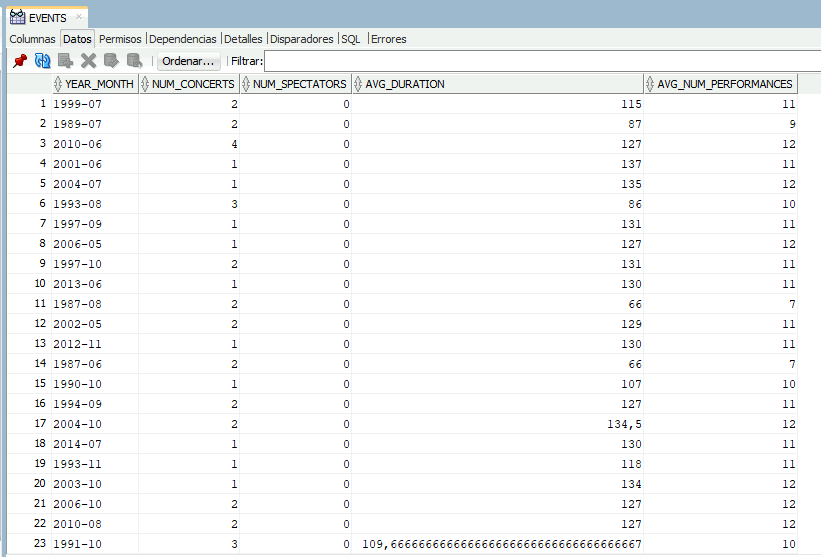 EVENTS
Columnas Datos Permisos Dependencias Detalles Disparadores SQL Errores
Ordenar... Filtrar:
YEAR_MONTH NUM_CONCERTS NUM_SPECTATORS AVG_DURATION AVG_NUM_PERFORMANCES
1 1999-07 2 0 115 11
2 1989-07 2 0 87 9
3 2010-06 4 0 127 12
4 2001-06 1 0 137 11
5 2004-07 1 0 135 12
6 1993-08 3 0 86 10
7 1997-09 1 0 131 11
8 2006-05 1 0 127 12
9 1997-10 2 0 131 11
10 2013-06 1 0 130 11
11 1987-08 2 0 66 7
12 2002-05 2 0 129 11
13 2012-11 1 0 130 11
14 1987-06 2 0 66 7
15 1990-10 1 0 107 10
16 1994-09 2 0 127 11
17 2004-10 2 0 134,5 12
18 2014-07 1 0 130 11
19 1993-11 1 0 118 11
20 2003-10 1 0 134 12
21 2006-10 2 0 127 12
22 2010-08 2 0 127 12
23 1991-10 3 0 109,6666666666666666666666666666666666667 10